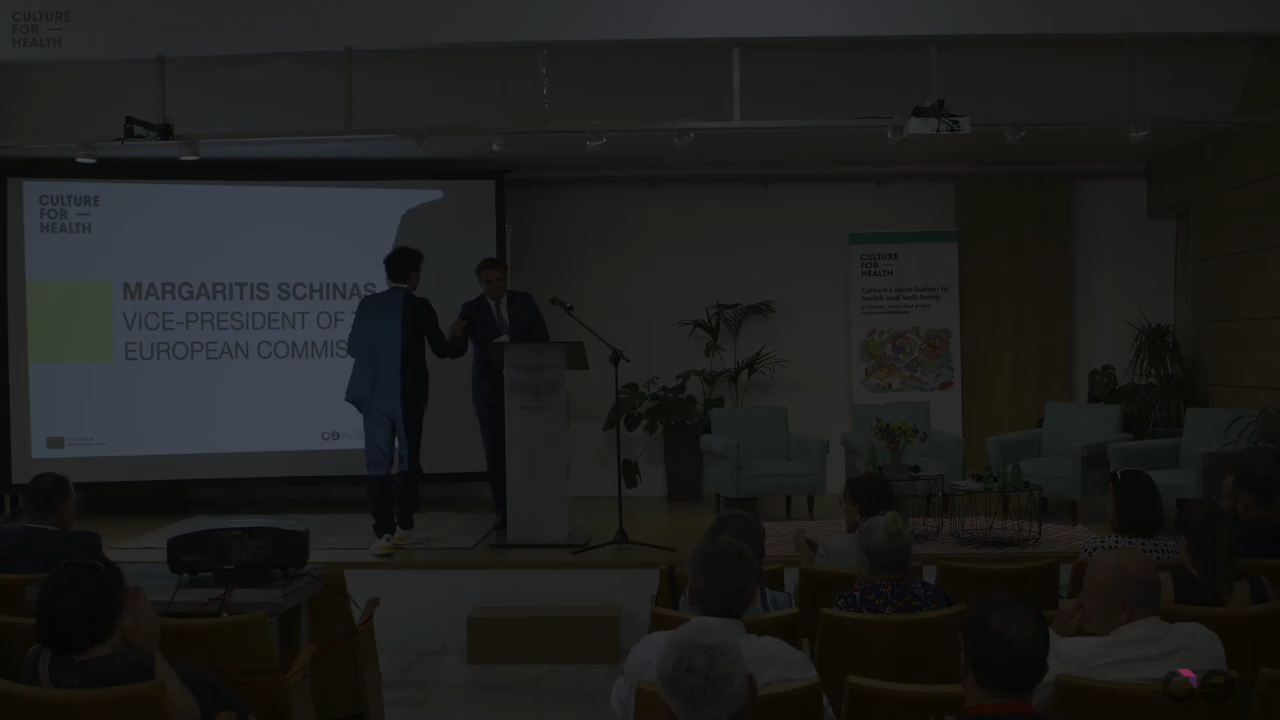 CULTURE
FOR —
HEALTH
CULTURE
FOR —
HEALTH
MARGARITIS SCHINAS
VICE-PRESIDENT OF
EUROPEAN COMMIS
CULTURE
FOR —
HEALTH
Culture's contribution to
health and well-being